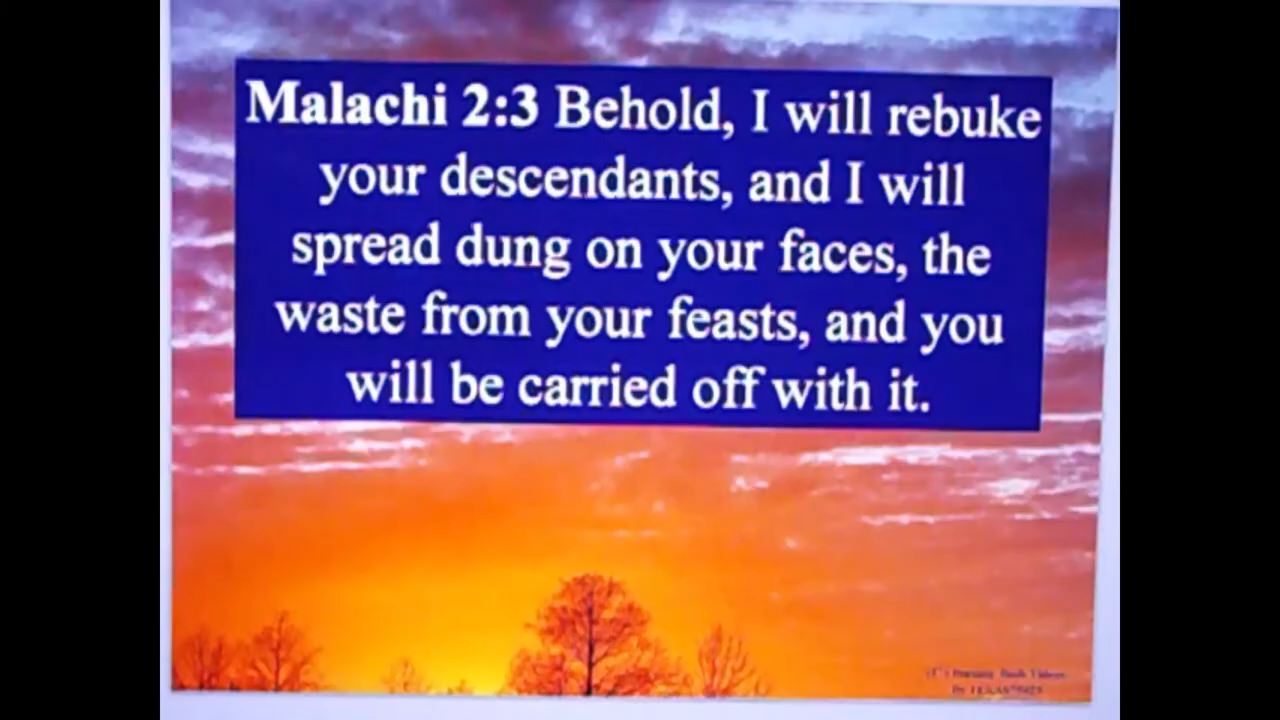 Malachi 2:3 Behold, I will rebuke
your descendants, and I will
spread dung on your faces, the
waste from your feasts, and you
will be carried off with it.